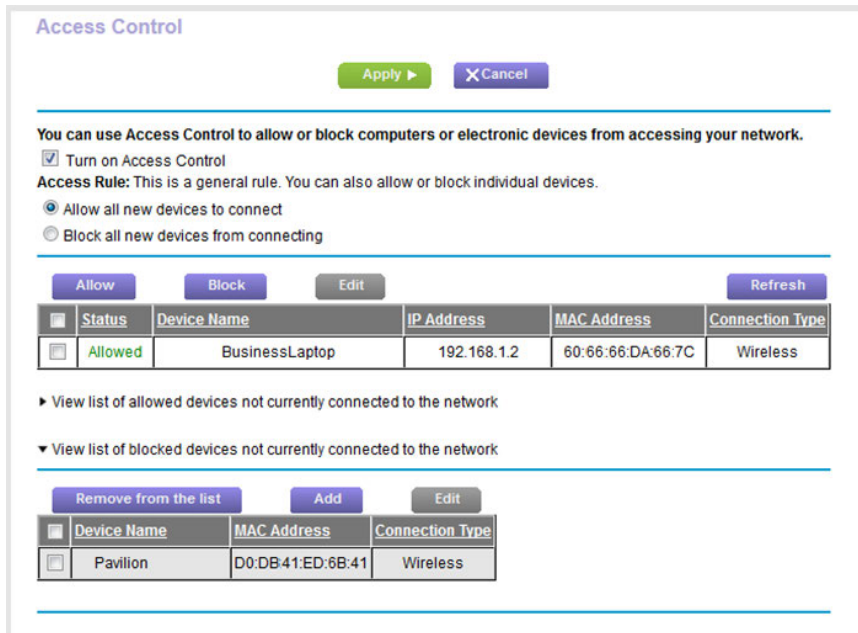 Access Control
Apply Cancel
You can use Access Control to allow or block computers or electronic devices from accessing your network.
Turn on Access Control
Access Rule: This is a general rule. You can also allow or block individual devices.
Allow all new devices to connect
Block all new devices from connecting
Allow Block Edit Refresh
Status Device Name IP Address MAC Address Connection Type
Allowed BusinessLaptop 192.168.1.2 60:66:66:DA:66:7C Wireless
View list of allowed devices not currently connected to the network
View list of blocked devices not currently connected to the network
Remove from the list Add Edit
Device Name MAC Address Connection Type
Pavilion D0:DB:41:ED:6B:41 Wireless